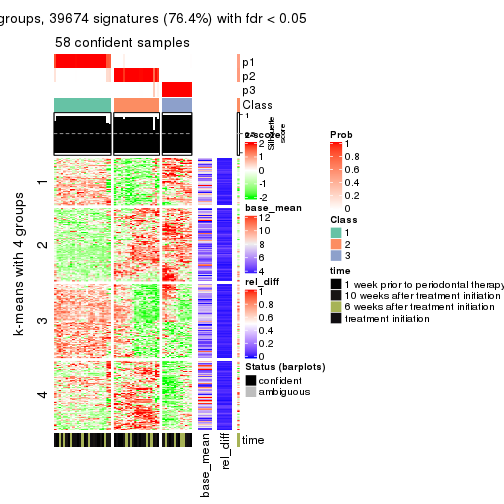 groups, 39674 signatures (76.4%) with fdr < 0.05
58 confident samples
p1
p2
p3
Class
1
Silhouette
score
z-score
2
1
0
-1
-2
base_mean
12
10
8
6
4
rel_diff
1
0.8
0.6
0.4
0.2
0
Status (barplots)
confident
ambiguous
Prob
1
0.8
0.6
0.4
0.2
0
Class
1
2
3
time
1 week prior to periodontal therapy
10 weeks after treatment initiation
6 weeks after treatment initiation
treatment initiation
k-means with 4 groups
1
2
3
4
time
base_mean
rel_diff